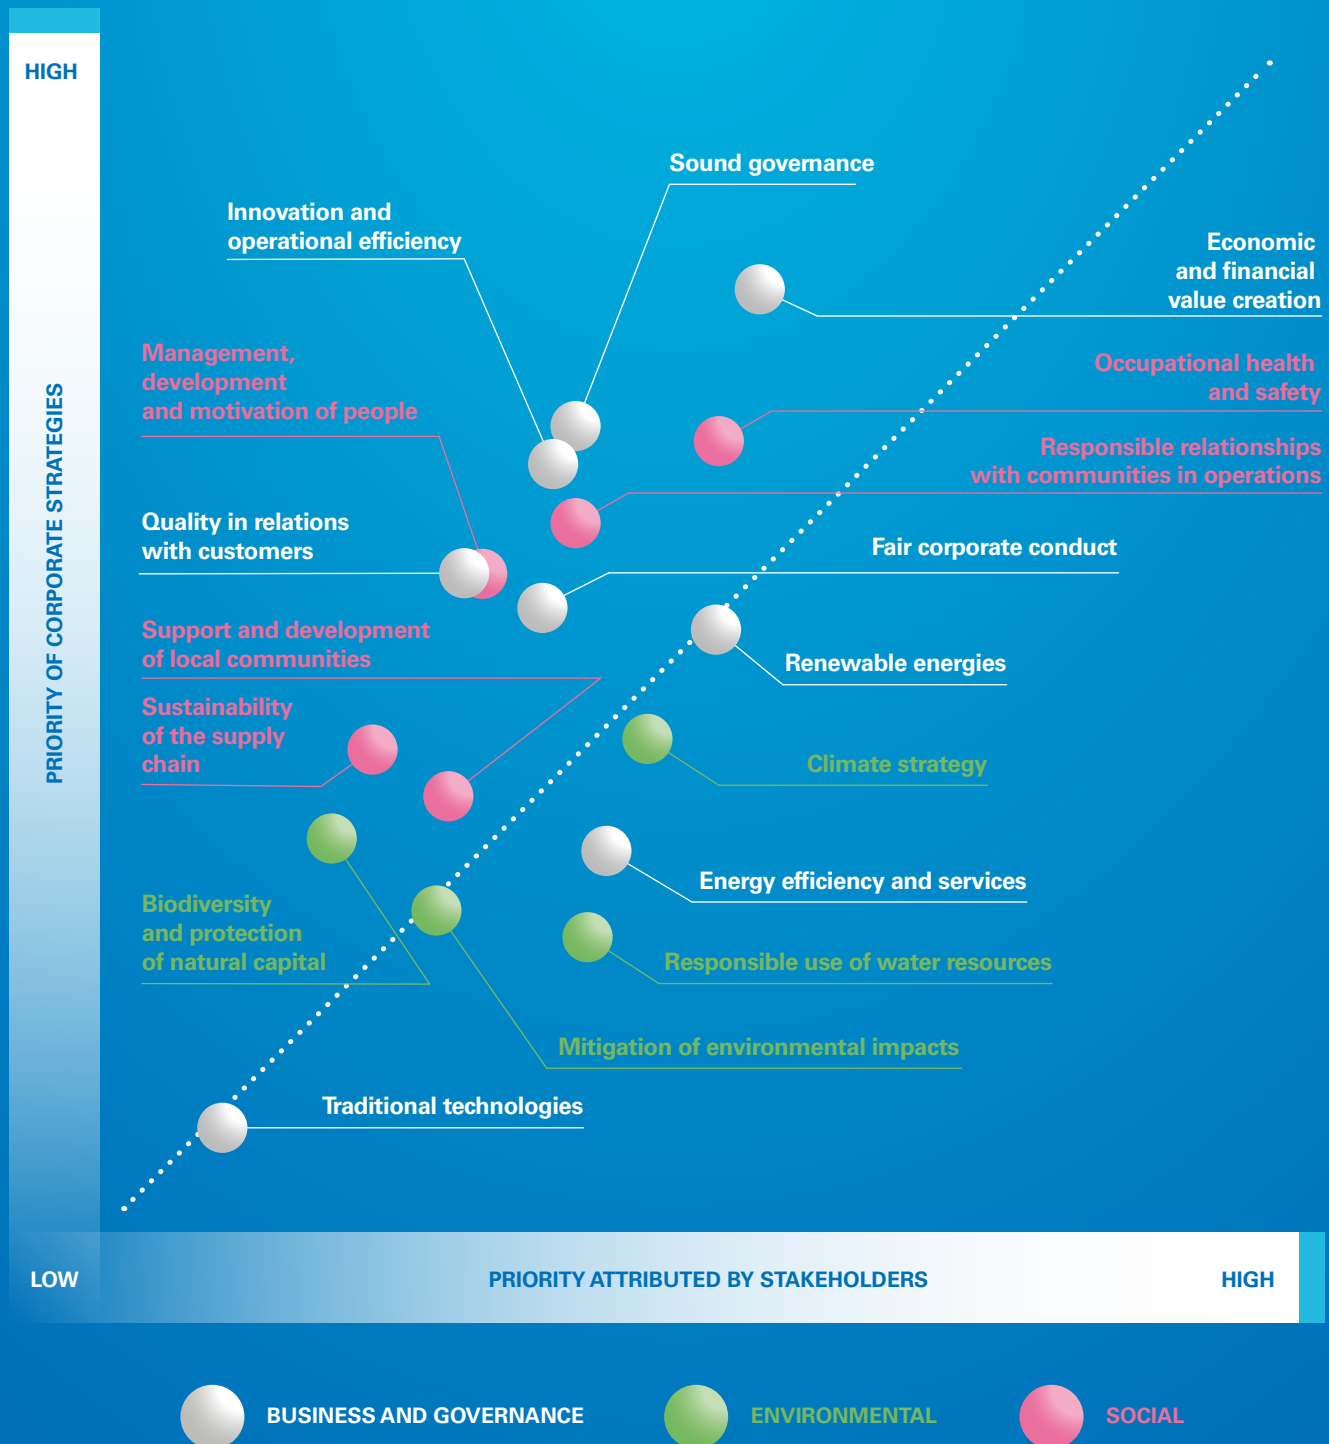 HIGH
Sound governance
Innovation and
operational efficiency
Economic
and financial
value creation
Management,
development
and motivation of people
Occupational health
and safety
Responsible relationships
with communities in operations
PRIORITY OF CORPORATE STRATEGIES
Quality in relations
with customers
Fair corporate conduct
Support and development
of local communities
Renewable energies
Sustainability
of the supply
chain
Climate strategy
Energy efficiency and services
Biodiversity
and protection
of natural capital
Responsible use of water resources
Mitigation of environmental impacts
Traditional technologies
LOW
PRIORITY ATTRIBUTED BY STAKEHOLDERS
HIGH
BUSINESS AND GOVERNANCE
ENVIRONMENTAL
SOCIAL